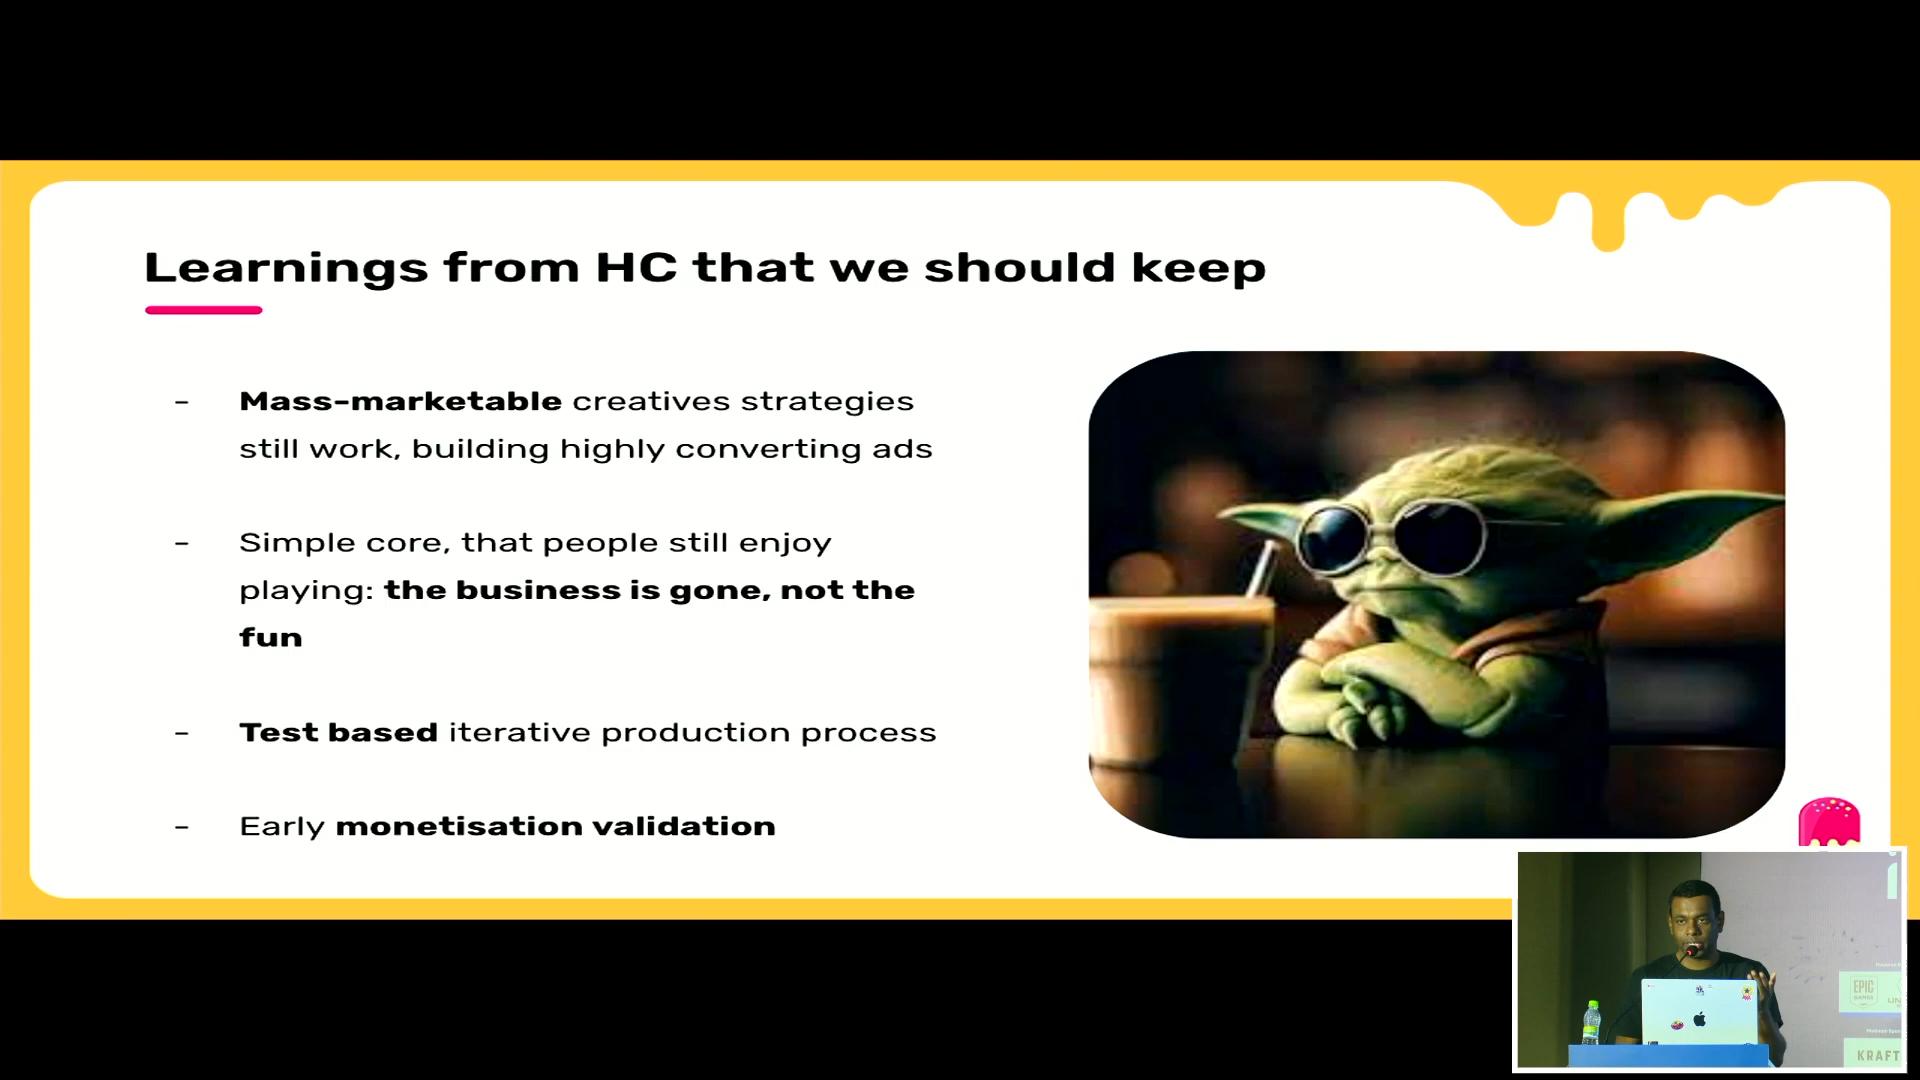 Learnings from HC that we should keep
- Mass-marketable creatives strategies
still work, building highly converting ads
- Simple core, that people still enjoy
playing: the business is gone, not the
fun
- Test based iterative production process
- Early monetisation validation
EPIC
GAMES
UN
KRAFT